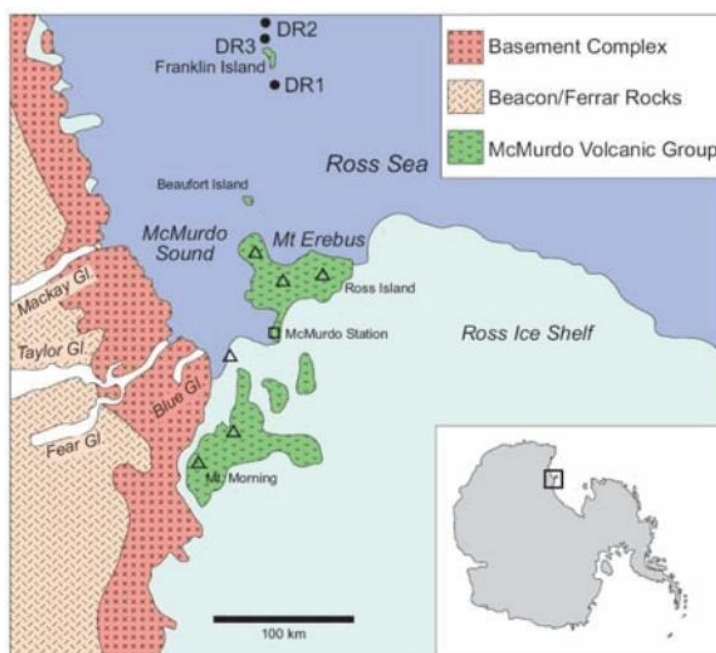 DR2
DR3
Franklin Island
DR1
Basement Complex
Beacon/Ferrar Rocks
McMurdo Volcanic Group
Ross Sea
Beaufort Island
McMurdo
Sound
Mt Erebus
Ross Island
Mackay Gl.
McMurdo Station
Ross Ice Shelf
Taylor Gl.
Blue Gl.
Fear Gl.
Mt. Morning
100 km